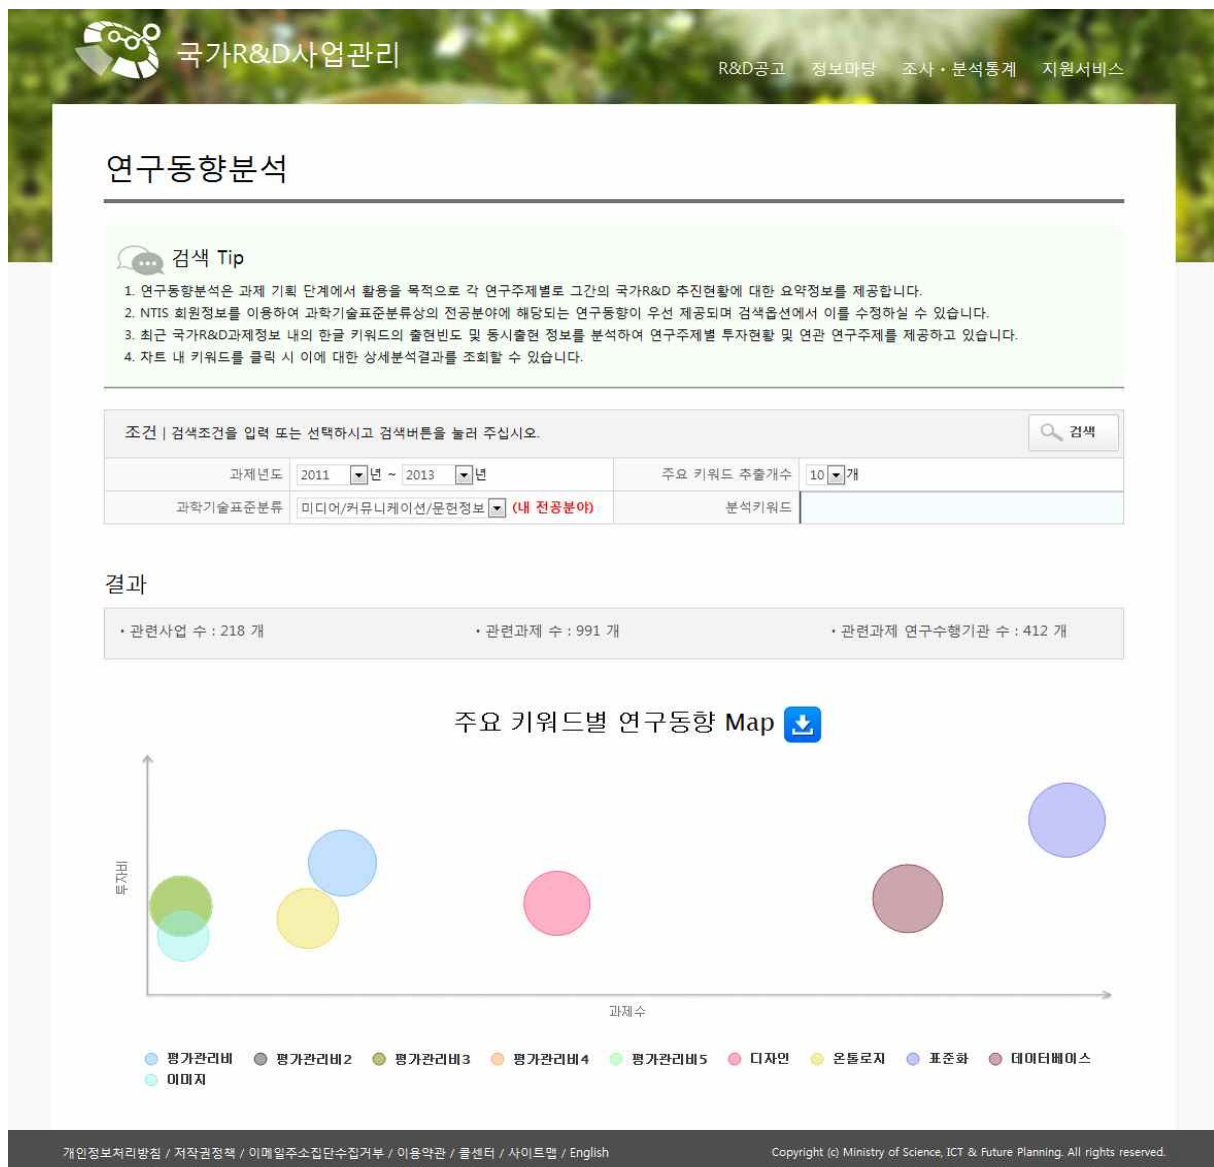 국가R&D사업관리
R&D공고 정보마당 조사・분석통계 지원서비스
연구동향분석
검색 Tip
1. 연구동향분석은 과제 기획 단계에서 활용을 목적으로 각 연구주제별로 그간의 국가R&D 추진현황에 대한 요약정보를 제공합니다.
2. NTIS 회원정보를 이용하여 과학기술표준분류상의 전공분야에 해당되는 연구동향이 우선 제공되며 검색옵션에서 이를 수정하실 수 있습니다.
3. 최근 국가R&D과제정보 내의 한글 키워드의 출현빈도 및 동시출현 정보를 분석하여 연구주제별 투자현황 및 연관 연구주제를 제공하고 있습니다.
4. 차트 내 키워드를 클릭 시 이에 대한 상세분석결과를 조회할 수 있습니다.
조건 | 검색조건을 입력 또는 선택하시고 검색버튼을 눌러 주십시오. 검색
과제년도 2011 년 ~ 2013 년 주요 키워드 추출개수 10 개
과학기술표준분류 미디어/커뮤니케이션/문헌정보 (내 전공분야) 분석키워드
결과
・관련사업 수 : 218 개 ・관련과제 수 : 991 개 ・관련과제 연구수행기관 수 : 412 개
주요 키워드별 연구동향 Map
투자비
과제수
평가관리비 평가관리비2 평가관리비3 평가관리비4 평가관리비5 디자인 온톨로지 표준화 데이터베이스
이미지
개인정보처리방침 / 저작권정책 / 이메일주소집단수집거부 / 이용약관 / 콜센터 / 사이트맵 / English Copyright (c) Ministry of Science, ICT & Future Planning. All rights reserved.